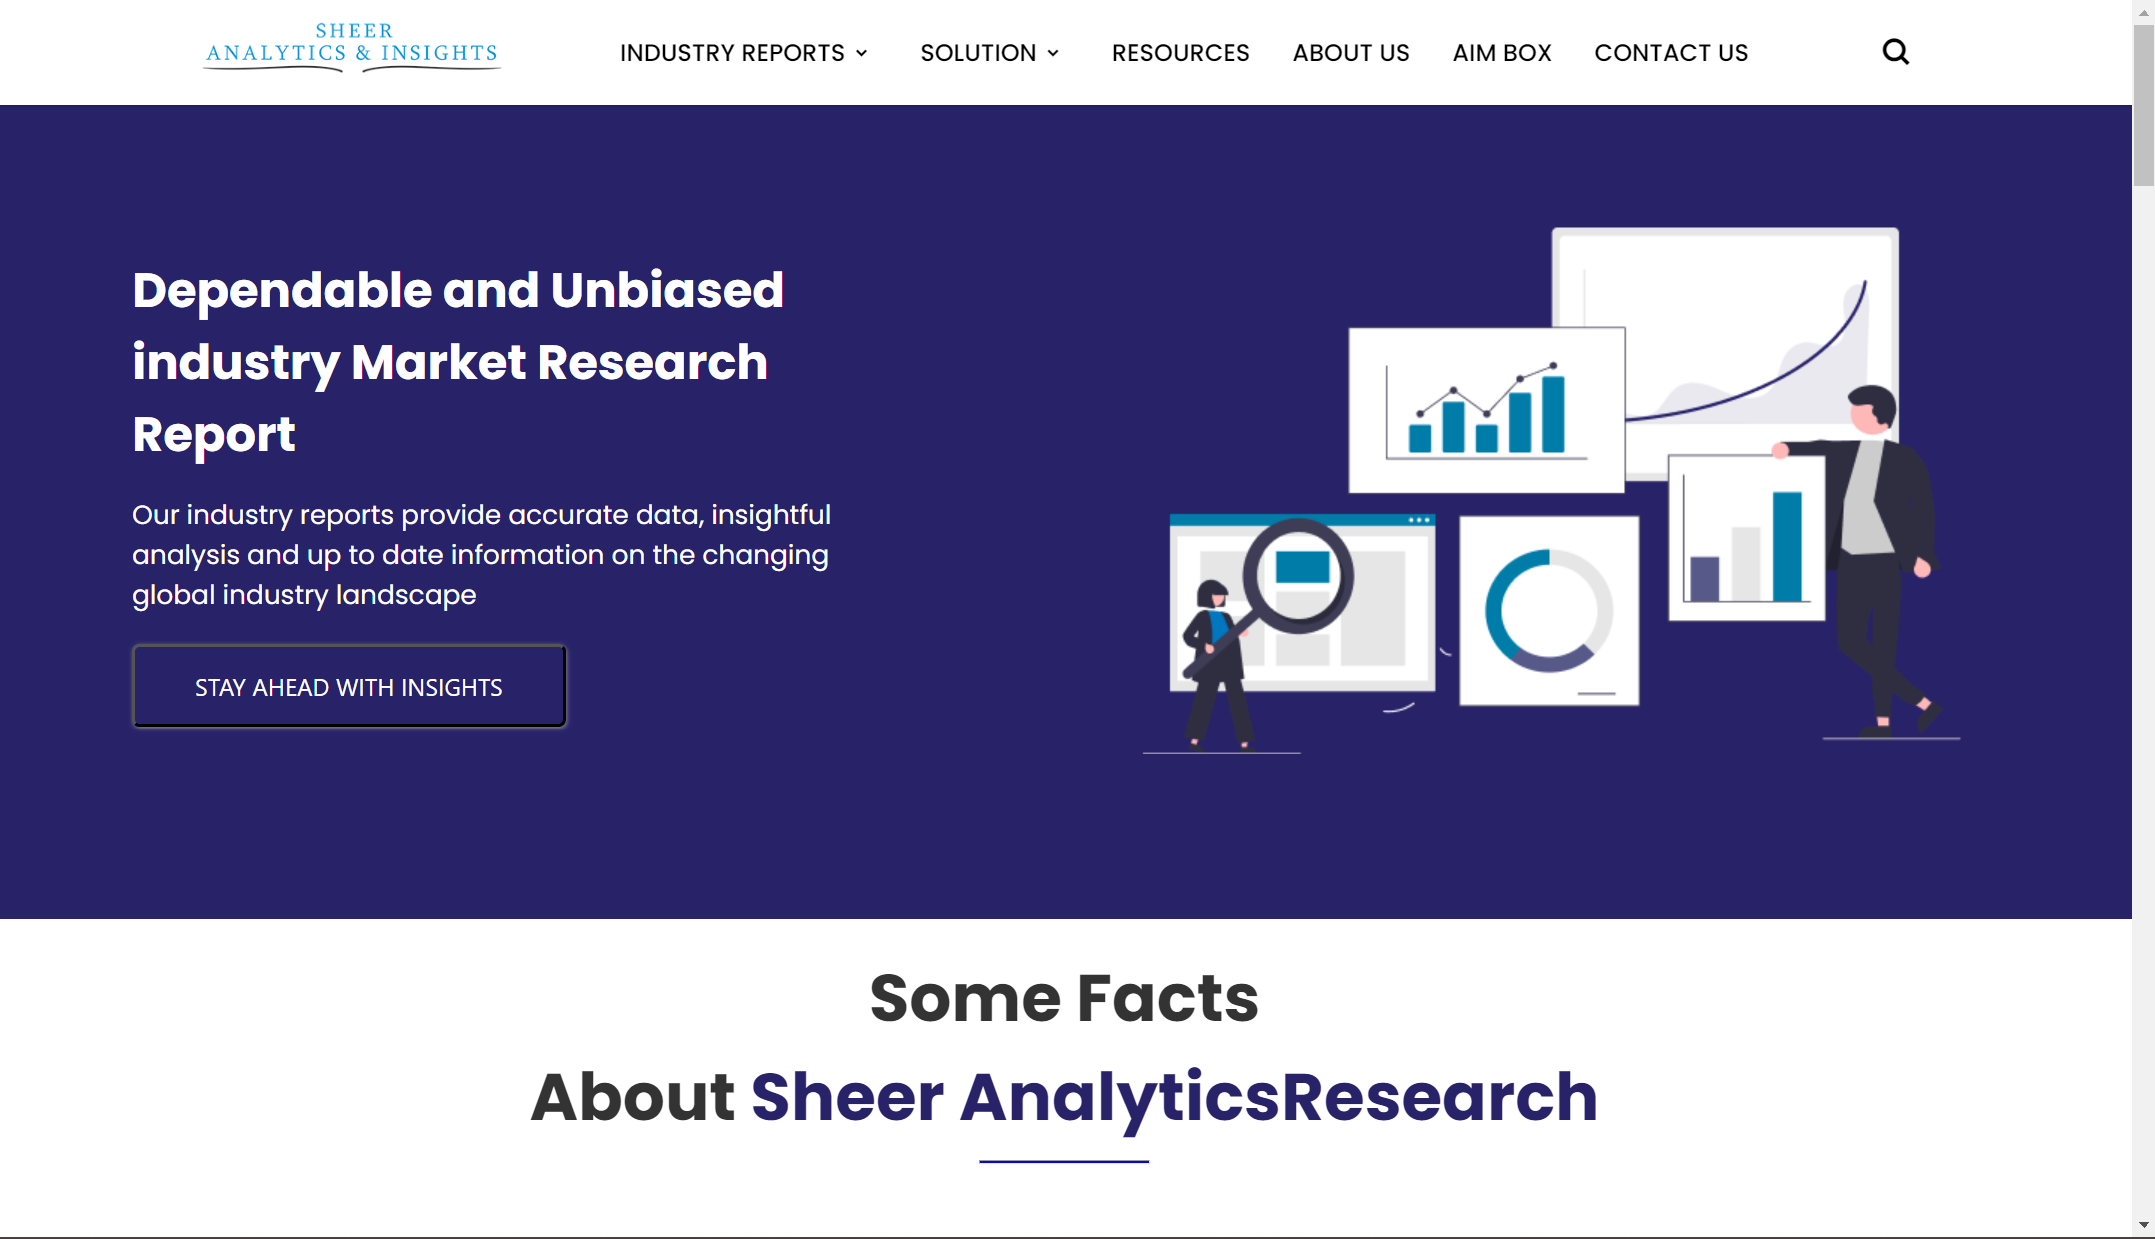 SHEER
ANALYTICS & INSIGHTS
INDUSTRY REPORTS
SOLUTION
RESOURCES
ABOUT US
AIM BOX
CONTACT US
Dependable and Unbiased
industry Market Research
Report
Our industry reports provide accurate data, insightful
analysis and up to date information on the changing
global industry landscape
STAY AHEAD WITH INSIGHTS
Some Facts
About Sheer AnalyticsResearch